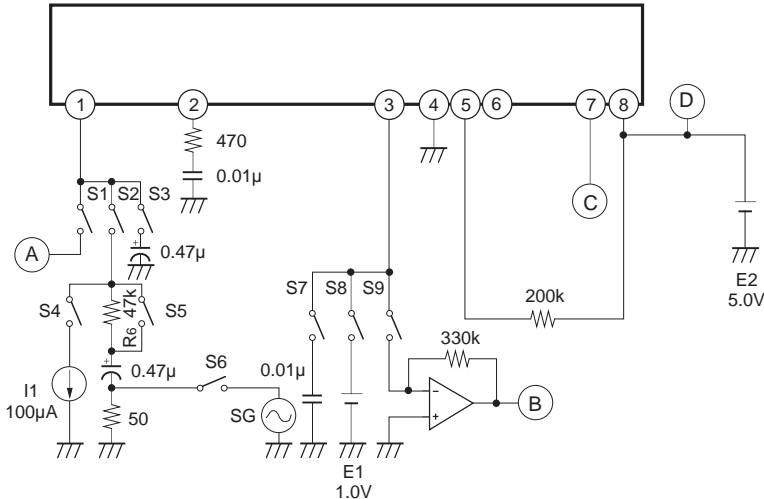 1 2 3 4 5 6 7 8
470
0.01μ
D
C
S1 S2 S3
A
0.47μ
S4 47k S5
R6
0.47μ
S6
I1
100μA
50
SG
S7 S8 S9
0.01μ
E1
1.0V
200k
330k
−
+
B
E2
5.0V
+
+